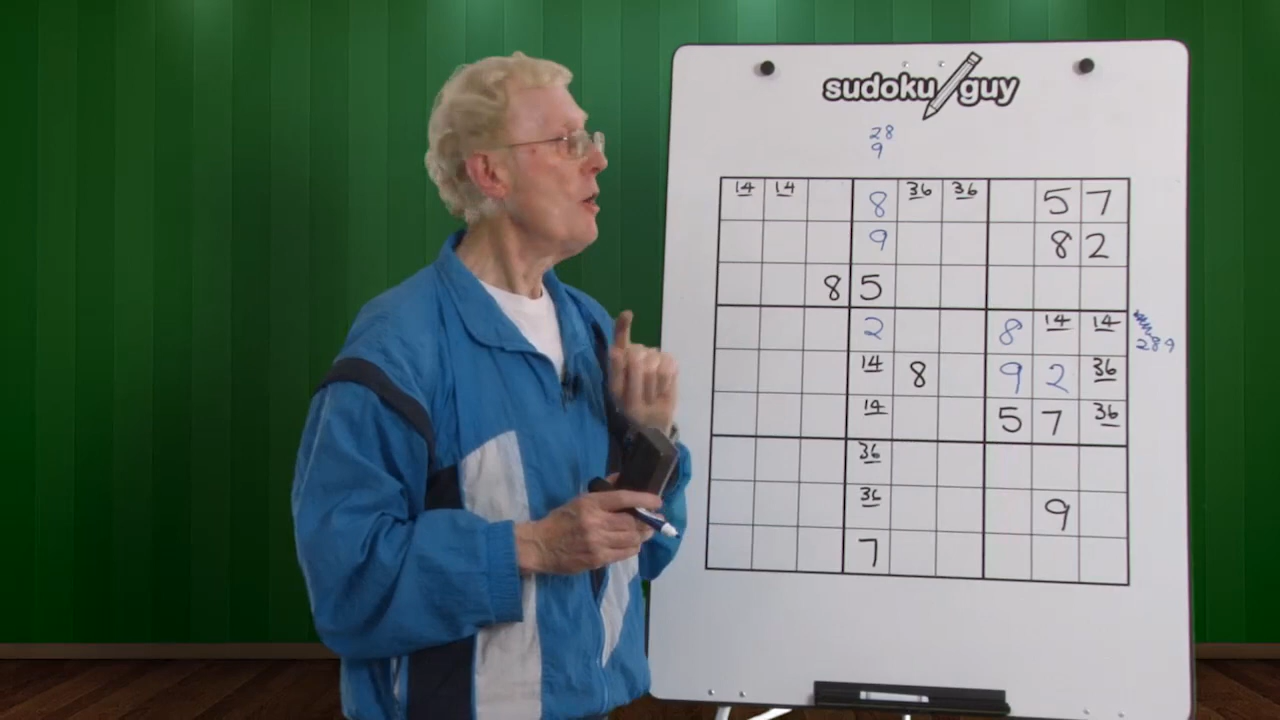 sudoku guy
28
9
14 14 8 36 36 5 7
9 8 2
8 5
2 8 14 14
289
14 8 9 2 36
14 5 7 36
36
36 9
7